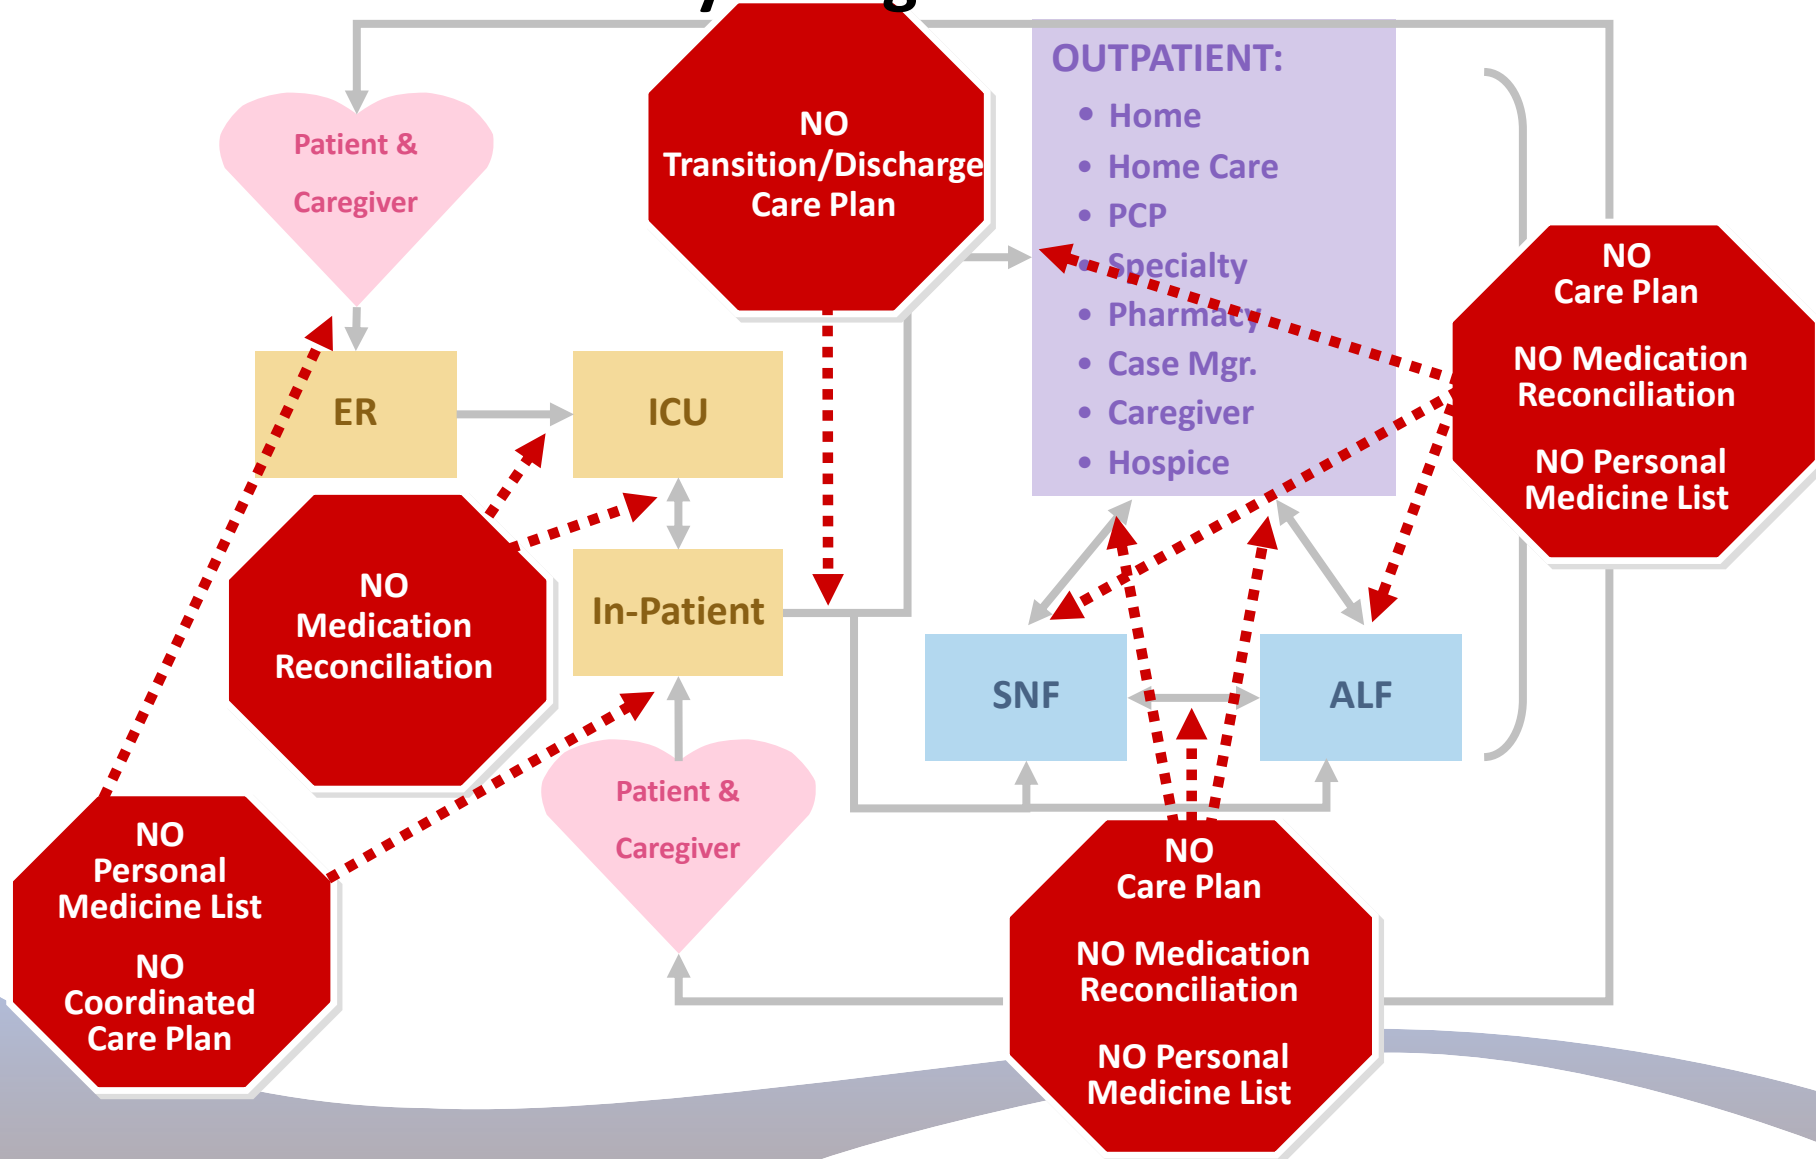 Patient &
Caregiver
NO
Transition/Discharge
Care Plan
OUTPATIENT:
• Home
• Home Care
• PCP
• Specialty
• Pharmacy
• Case Mgr.
• Caregiver
• Hospice
NO
Care Plan
NO Medication
Reconciliation
NO Personal
Medicine List
ER
ICU
In-Patient
NO
Medication
Reconciliation
SNF
ALF
Patient &
Caregiver
NO
Personal
Medicine List
NO
Coordinated
Care Plan
NO
Care Plan
NO Medication
Reconciliation
NO Personal
Medicine List